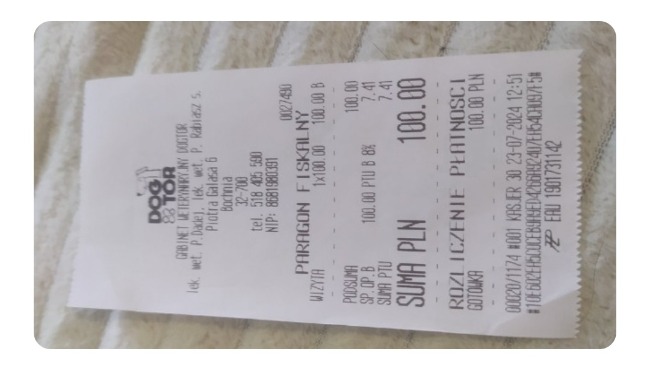 DOG
TOR
GABINET WETERYNARYJNY DOGTOR
lek. wet. P.Dadej, lek. wet. P. Rabiasz s.
Piotra Galasa 6
Bochnia
32-700
tel. 518 405 590
NIP: 8681980391
0027490
PARAGON FISKALNY
WIZYTA 1x100.00 100.00 B
PODSUMA 100.00
SP.OP.B 100.00 PTU B 8% 7.41
SUMA PTU 7.41
SUMA PLN 100.00
ROZLICZENIE PŁATNOŚCI
GOTÓWKA 100.00 PLN
00020/1174 #001 KASJER 30 23-07-2024 12:51
EAU 1901731142